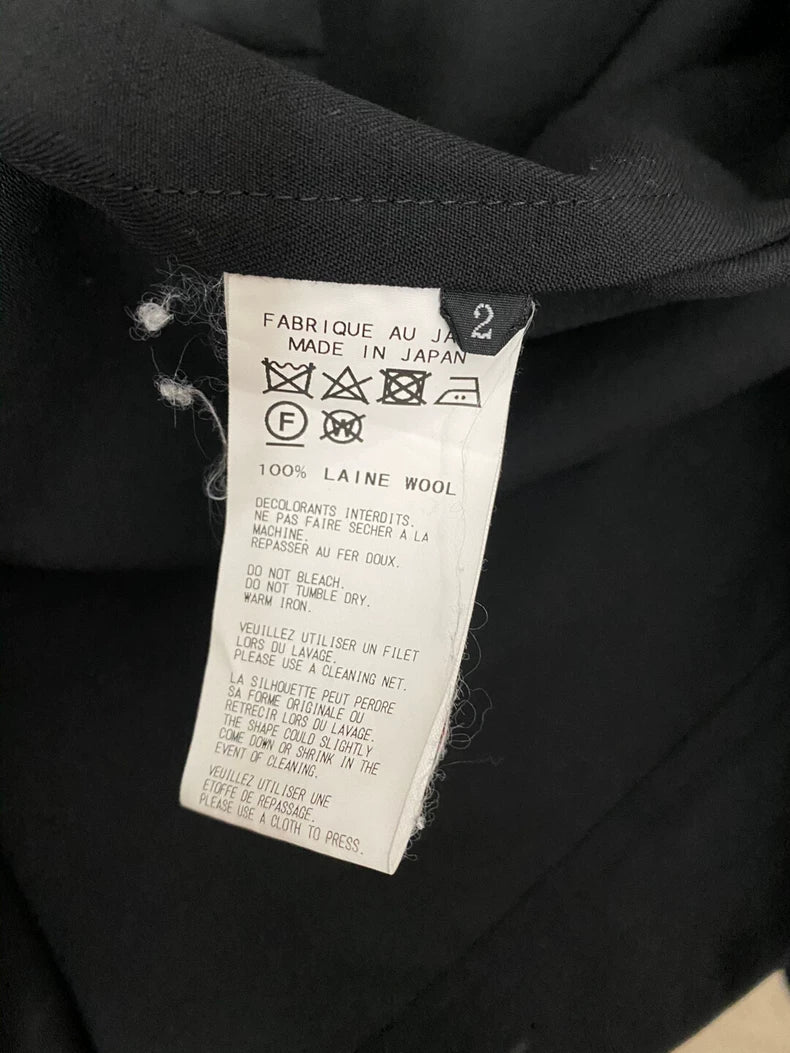 2
FABRIQUE AU JA
MADE IN JAPAN
F W
100% LAINE WOOL
DECOLORANTS INTERDITS.
NE PAS FAIRE SECHER A LA
MACHINE.
REPASSER AU FER DOUX.
DO NOT BLEACH.
DO NOT TUMBLE DRY.
WARM IRON.
VEUILLEZ UTILISER UN FILET
LORS DU LAVAGE.
PLEASE USE A CLEANING NET.
LA SILHOUETTE PEUT PERDRE
SA FORME ORIGINALE OU
RETRECIR LORS DU LAVAGE.
THE SHAPE COULD SLIGHTLY
COME DOWN OR SHRINK IN THE
EVENT OF CLEANING.
VEUILLEZ UTILISER UNE
ETOFFE DE REPASSAGE.
PLEASE USE A CLOTH TO PRESS.